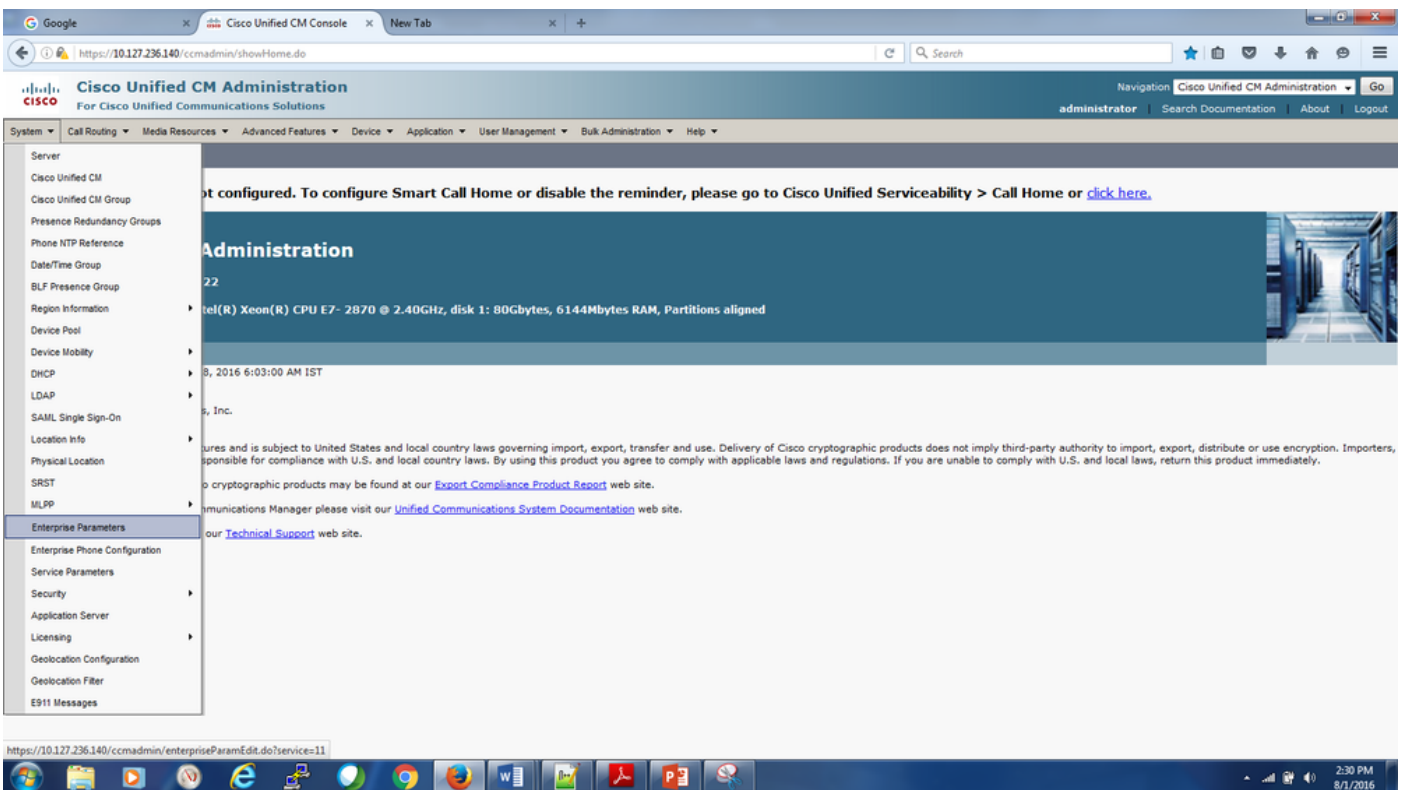 Google
Cisco Unified CM Console
New Tab
https://10.127.236.140/ccmadmin/showHome.do
Search
CISCO
Cisco Unified CM Administration
For Cisco Unified Communications Solutions
Navigation Cisco Unified CM Administration Go
administrator | Search Documentation | About | Logout
System Call Routing Media Resources Advanced Features Device Application User Management Bulk Administration Help
Server
Cisco Unified CM
Cisco Unified CM Group
ot configured. To configure Smart Call Home or disable the reminder, please go to Cisco Unified Serviceability > Call Home or click here.
Presence Redundancy Groups
Phone NTP Reference
Administration
Date/Time Group
BLF Presence Group
22
Region Information
tel(R) Xeon(R) CPU E7- 2870 @ 2.40GHz, disk 1: 80Gbytes, 6144Mbytes RAM, Partitions aligned
Device Pool
Device Mobility
DHCP
8, 2016 6:03:00 AM IST
LDAP
SAML Single Sign-On
s, Inc.
Location Info
ures and is subject to United States and local country laws governing import, export, transfer and use. Delivery of Cisco cryptographic products does not imply third-party authority to import, export, distribute or use encryption. Importers,
Physical Location
sponsible for compliance with U.S. and local country laws. By using this product you agree to comply with applicable laws and regulations. If you are unable to comply with U.S. and local laws, return this product immediately.
SRST
o cryptographic products may be found at our Export Compliance Product Report web site.
MLPP
mmunications Manager please visit our Unified Communications System Documentation web site.
Enterprise Parameters
our Technical Support web site.
Enterprise Phone Configuration
Service Parameters
Security
Application Server
Licensing
Geolocation Configuration
Geolocation Filter
E911 Messages
https://10.127.236.140/ccmadmin/enterpriseParamEdit.do?service=11
2:30 PM
8/1/2016